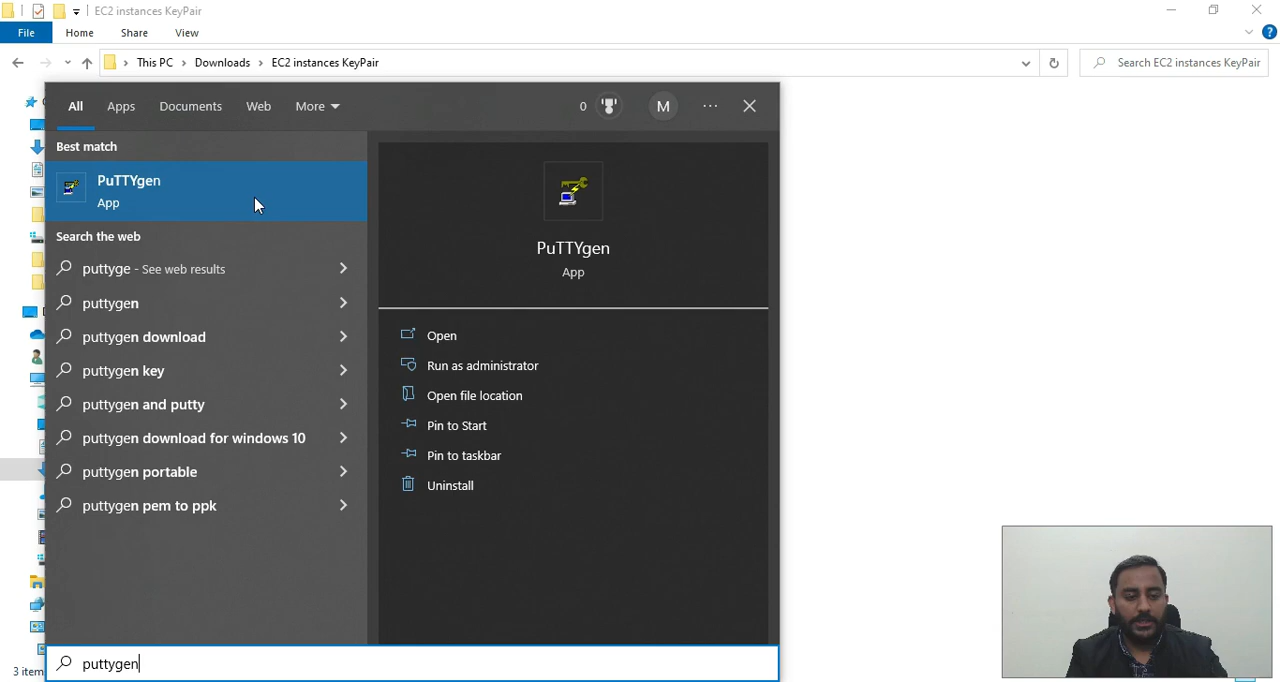 EC2 instances KeyPair
File Home Share View
This PC Downloads EC2 instances KeyPair
Search EC2 instances KeyPair
All Apps Documents Web More 0 M
Best match
PuTTYgen
App
Search the web
puttyge - See web results
puttygen
puttygen download
puttygen key
puttygen and putty
puttygen download for windows 10
puttygen portable
puttygen pem to ppk
PuTTYgen
App
Open
Run as administrator
Open file location
Pin to Start
Pin to taskbar
Uninstall
3 item
puttygen